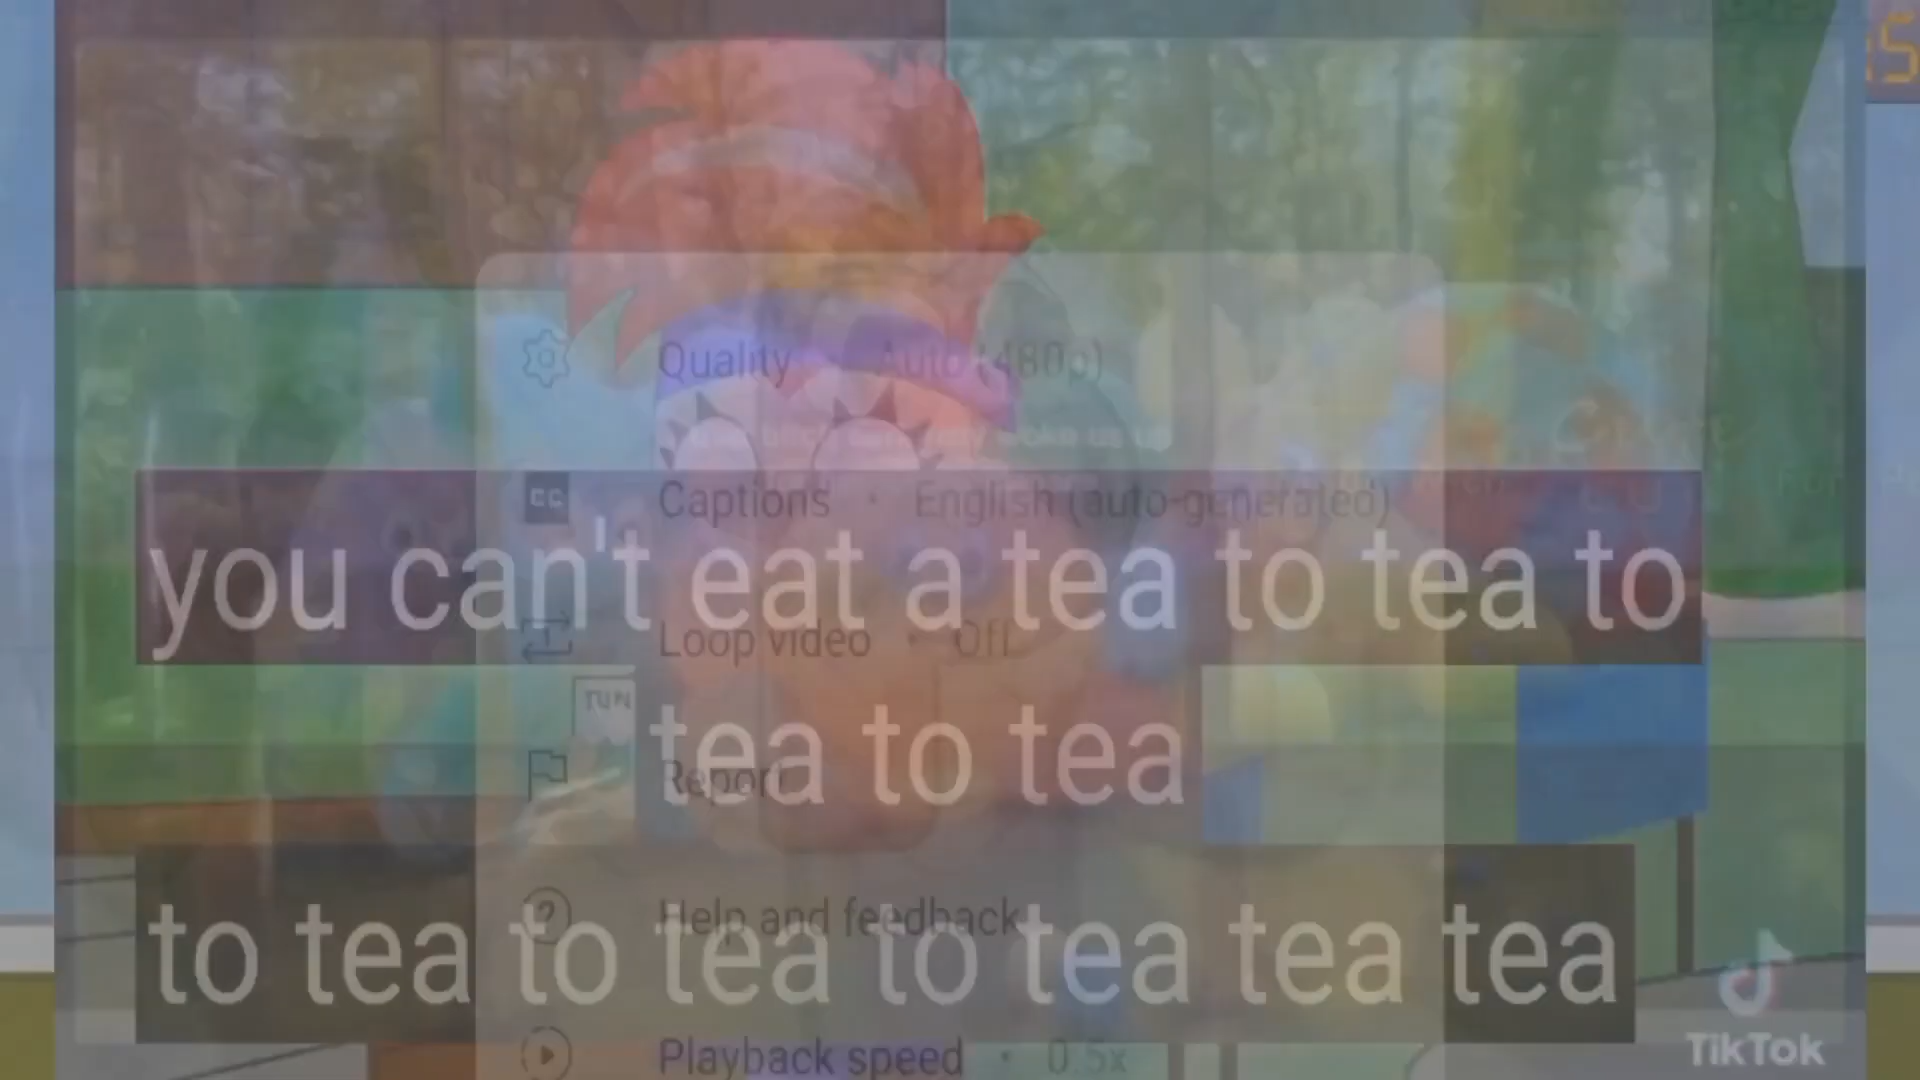 Quality · Auto (480p)
CC
Captions · English (auto-generated)
you can't eat a tea to tea to
Loop video · Off
tea to tea
Report
Help and feedback
to tea to tea to tea tea tea
Playback speed · 0.5x
TikTok